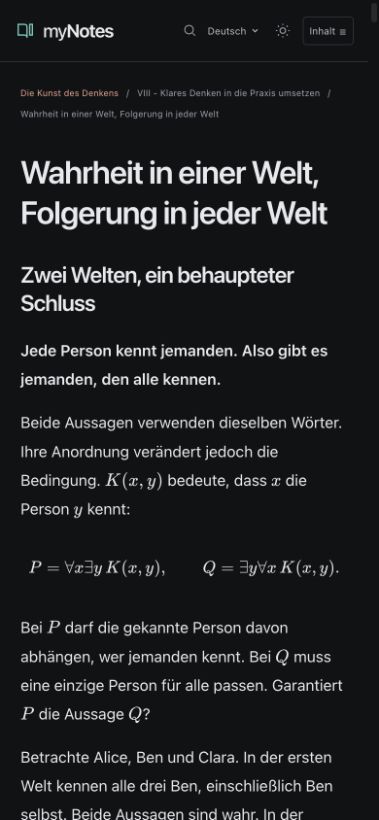 myNotes
Deutsch
Inhalt
Die Kunst des Denkens / VIII - Klares Denken in die Praxis umsetzen /
Wahrheit in einer Welt, Folgerung in jeder Welt
Wahrheit in einer Welt,
Folgerung in jeder Welt
Zwei Welten, ein behaupteter
Schluss
Jede Person kennt jemanden. Also gibt es
jemanden, den alle kennen.
Beide Aussagen verwenden dieselben Wörter.
Ihre Anordnung verändert jedoch die
Bedingung. K(x, y) bedeute, dass x die
Person y kennt:
P = ∀x∃y K(x, y), Q = ∃y∀x K(x, y).
Bei P darf die gekannte Person davon
abhängen, wer jemanden kennt. Bei Q muss
eine einzige Person für alle passen. Garantiert
P die Aussage Q?
Betrachte Alice, Ben und Clara. In der ersten
Welt kennen alle drei Ben, einschließlich Ben
selbst. Beide Aussagen sind wahr. In der